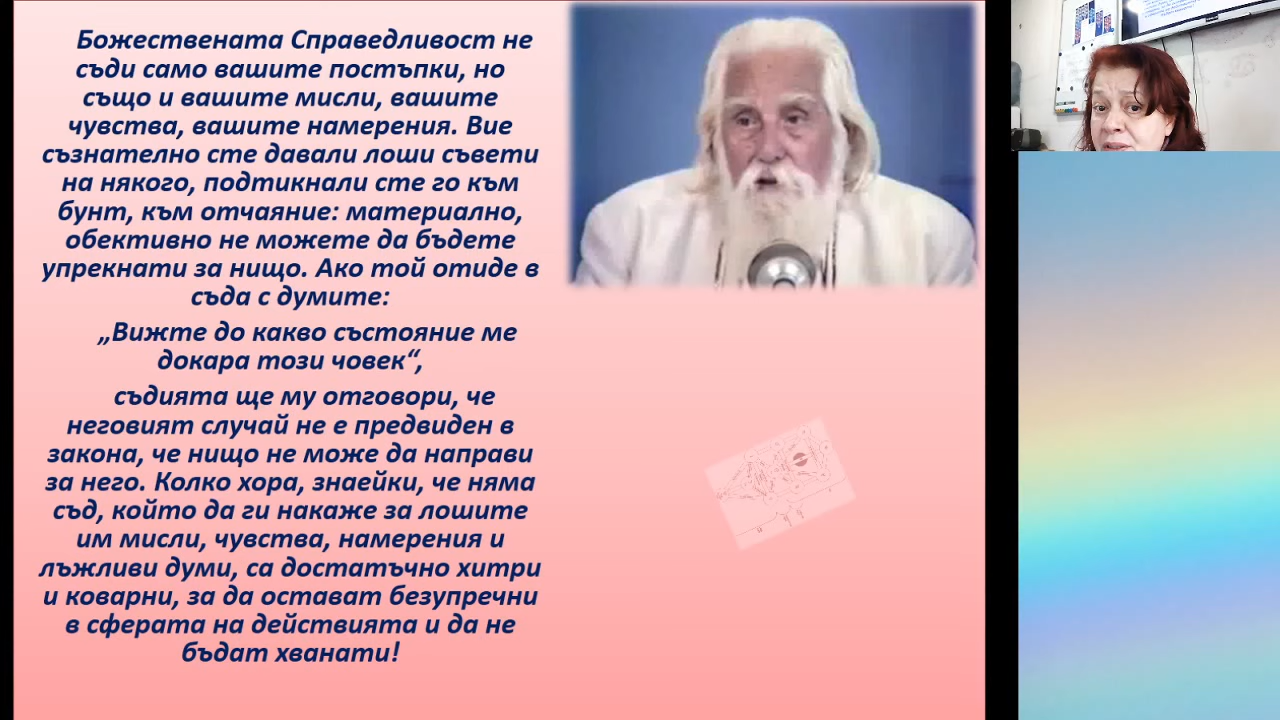 Божествената Справедливост не
съди само вашите постъпки, но
също и вашите мисли, вашите
чувства, вашите намерения. Вие
съзнателно сте давали лоши съвети
на някого, подтикнали сте го към
бунт, към отчаяние: материално,
обективно не можете да бъдете
упрекнати за нищо. Ако той отиде в
съда с думите:
„Вижте до какво състояние ме
докара този човек“,
съдията ще му отговори, че
неговият случай не е предвиден в
закона, че нищо не може да направи
за него. Колко хора, знаейки, че няма
съд, който да ги накаже за лошите
им мисли, чувства, намерения и
лъжливи думи, са достатъчно хитри
и коварни, за да остават безупречни
в сферата на действията и да не
бъдат хванати!